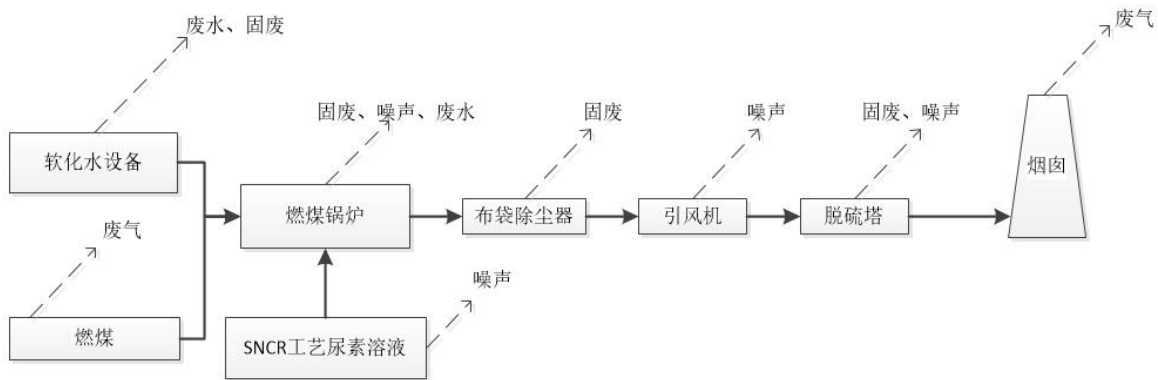 废气
废水、固废
固废、噪声、废水
固废
噪声
固废、噪声
软化水设备
烟囱
燃煤锅炉
布袋除尘器
引风机
脱硫塔
废气
噪声
燃煤
SNCR工艺尿素溶液